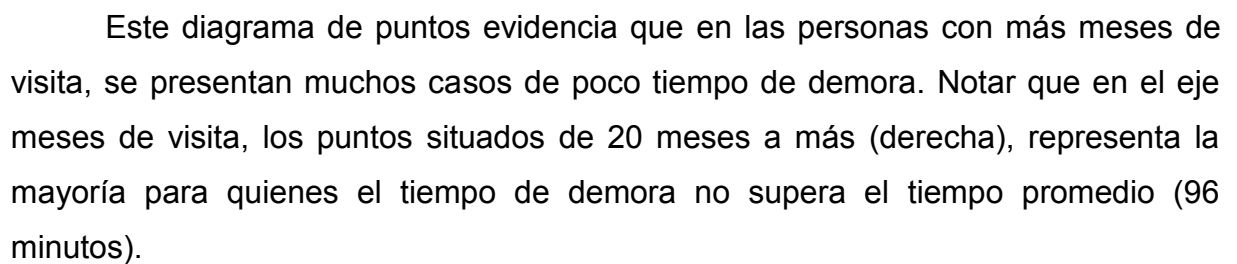 Este diagrama de puntos evidencia que en las personas con más meses de
visita, se presentan muchos casos de poco tiempo de demora. Notar que en el eje
meses de visita, los puntos situados de 20 meses a más (derecha), representa la
mayoría para quienes el tiempo de demora no supera el tiempo promedio (96
minutos).